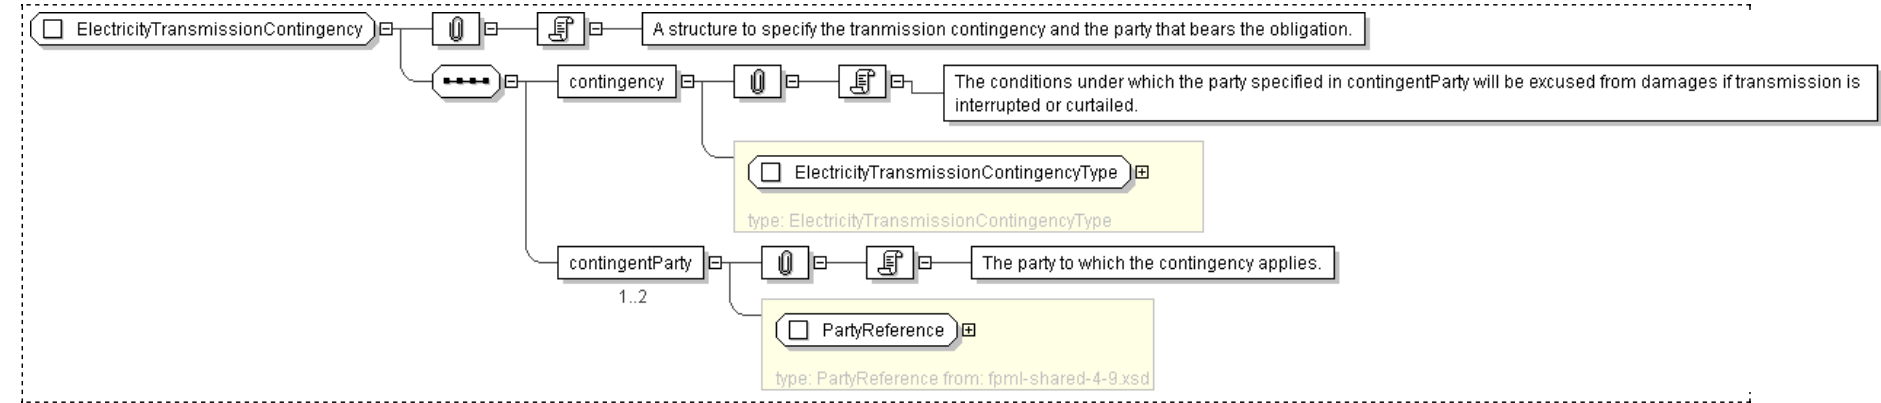 ElectricityTransmissionContingency
A structure to specify the tranmission contingency and the party that bears the obligation.
contingency
The conditions under which the party specified in contingentParty will be excused from damages if transmission is
interrupted or curtailed.
ElectricityTransmissionContingencyType
type: ElectricityTransmissionContingencyType
contingentParty
The party to which the contingency applies.
1..2
PartyReference
type: PartyReference from: fpml-shared-4-9.xsd